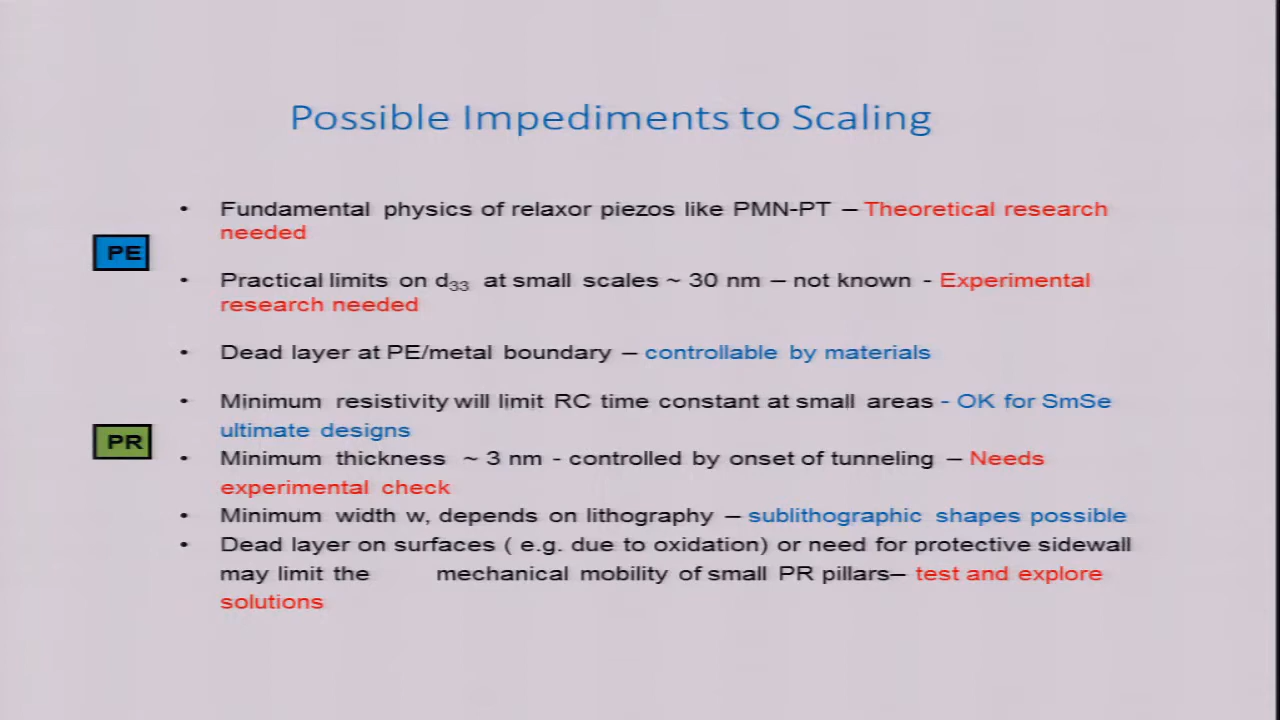 Possible Impediments to Scaling
• Fundamental physics of relaxor piezos like PMN-PT – Theoretical research
needed
PE
• Practical limits on d33 at small scales ~ 30 nm – not known - Experimental
research needed
• Dead layer at PE/metal boundary – controllable by materials
• Minimum resistivity will limit RC time constant at small areas - OK for SmSe
ultimate designs
PR
• Minimum thickness ~ 3 nm - controlled by onset of tunneling – Needs
experimental check
• Minimum width w, depends on lithography – sublithographic shapes possible
• Dead layer on surfaces ( e.g. due to oxidation) or need for protective sidewall
may limit the mechanical mobility of small PR pillars– test and explore
solutions